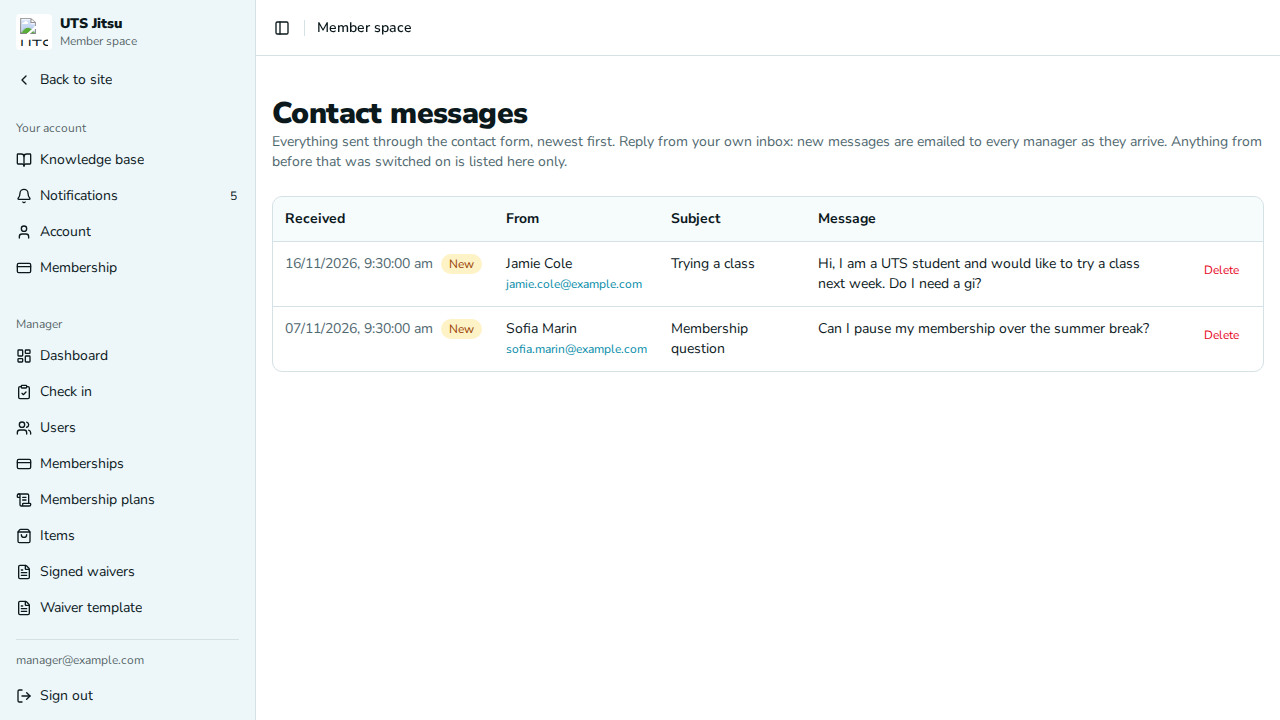 UTS Jitsu
Member space
Back to site
Your account
Knowledge base
Notifications 5
Account
Membership
Manager
Dashboard
Check in
Users
Memberships
Membership plans
Items
Signed waivers
Waiver template
manager@example.com
Sign out
Member space
Contact messages
Everything sent through the contact form, newest first. Reply from your own inbox: new messages are emailed to every manager as they arrive. Anything from
before that was switched on is listed here only.
Received From Subject Message
16/11/2026, 9:30:00 am New Jamie Cole Trying a class Hi, I am a UTS student and would like to try a class Delete
jamie.cole@example.com next week. Do I need a gi?
07/11/2026, 9:30:00 am New Sofia Marin Membership Can I pause my membership over the summer break? Delete
sofia.marin@example.com question